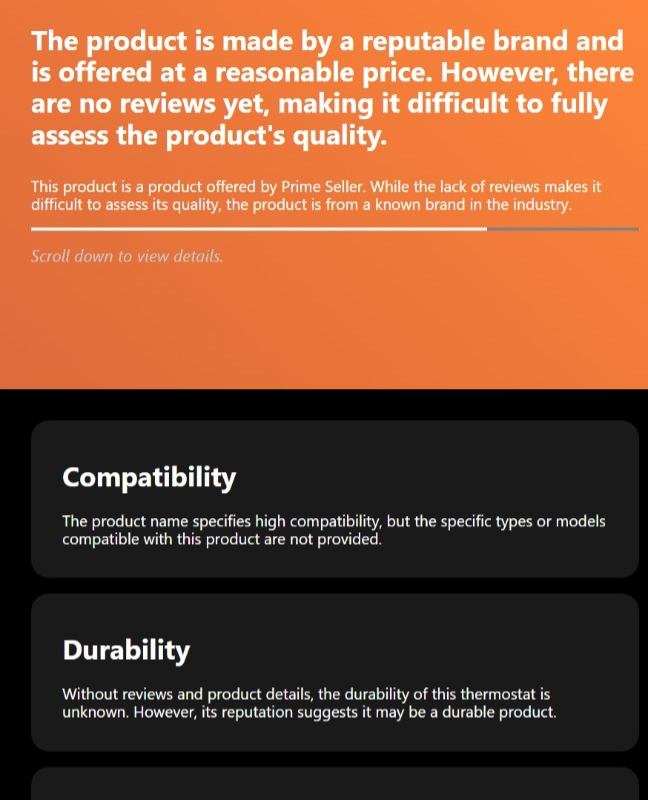 The product is made by a reputable brand and
is offered at a reasonable price. However, there
are no reviews yet, making it difficult to fully
assess the product's quality.
This product is a product offered by Prime Seller. While the lack of reviews makes it
difficult to assess its quality, the product is from a known brand in the industry.
Scroll down to view details.
Compatibility
The product name specifies high compatibility, but the specific types or models
compatible with this product are not provided.
Durability
Without reviews and product details, the durability of this thermostat is
unknown. However, its reputation suggests it may be a durable product.